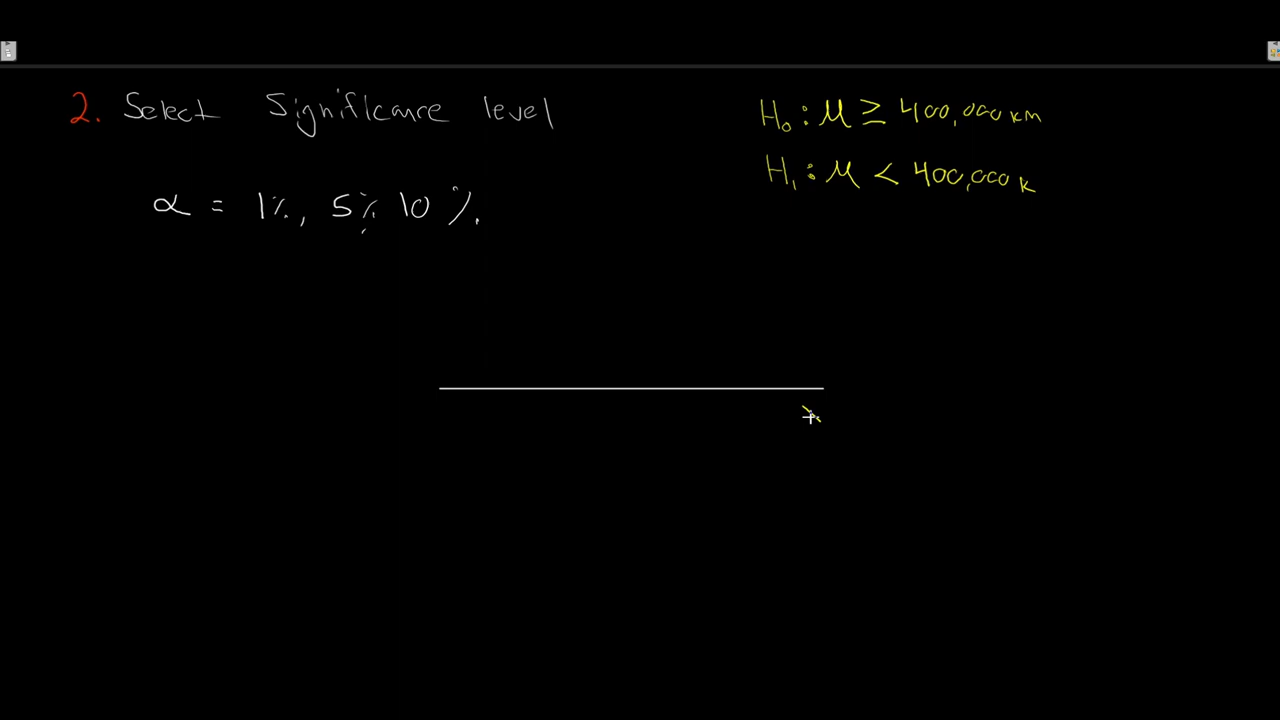 2. Select Significance level
H₀ : μ ≥ 400,000 km
H₁ : μ < 400,000 k
α = 1%, 5% 10%.